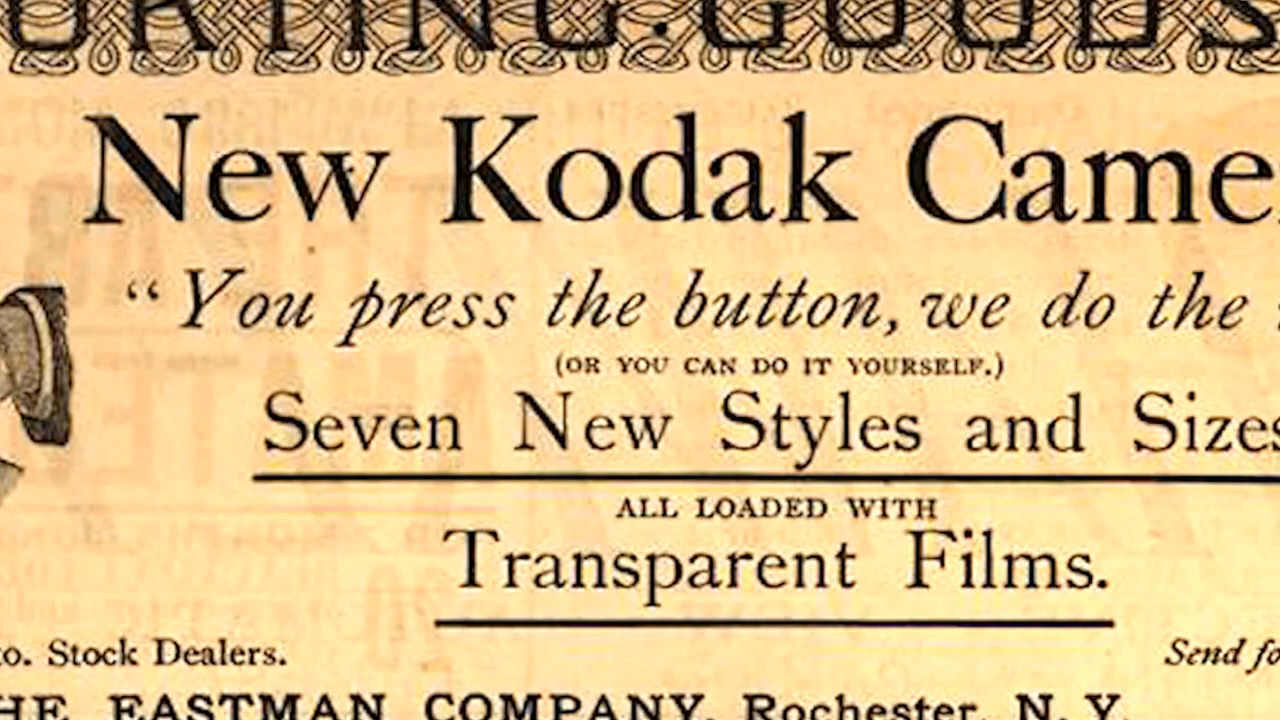 ORTING·GOODS
New Kodak Came
"You press the button, we do the
(OR YOU CAN DO IT YOURSELF.)
Seven New Styles and Sizes
ALL LOADED WITH
Transparent Films.
to. Stock Dealers.
Send fo
HE EASTMAN COMPANY, Rochester, N. Y.